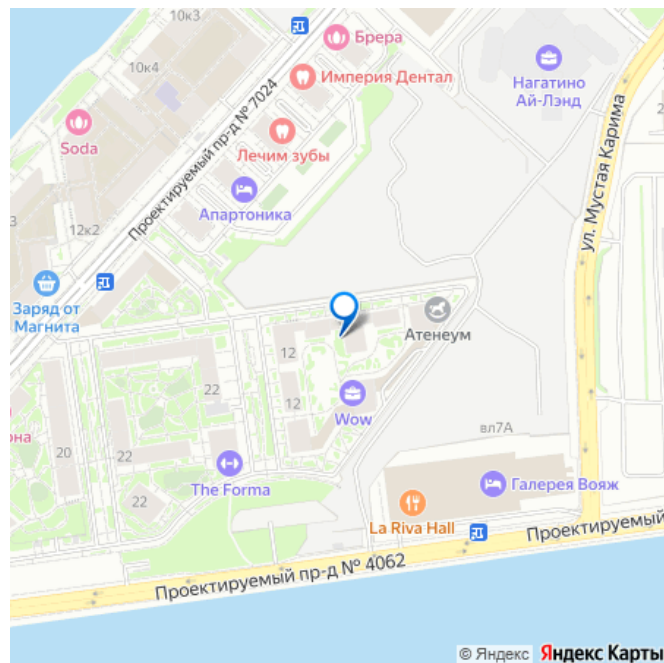 10к3
10к4
Брера
Империя Дентал
Нагатино
Ай-Лэнд
Проектируемый пр-д № 7024
Soda
Лечим зубы
ул. Мустая Карима
12к2
Апартоника
Заряд от
Магнита
Атенеум
12
22
12
Wow
вл7А
20
22
22
The Forma
Галерея Вояж
La Riva Hall
Проектируемый
Проектируемый пр-д № 4062
© Яндекс Яндекс Карты